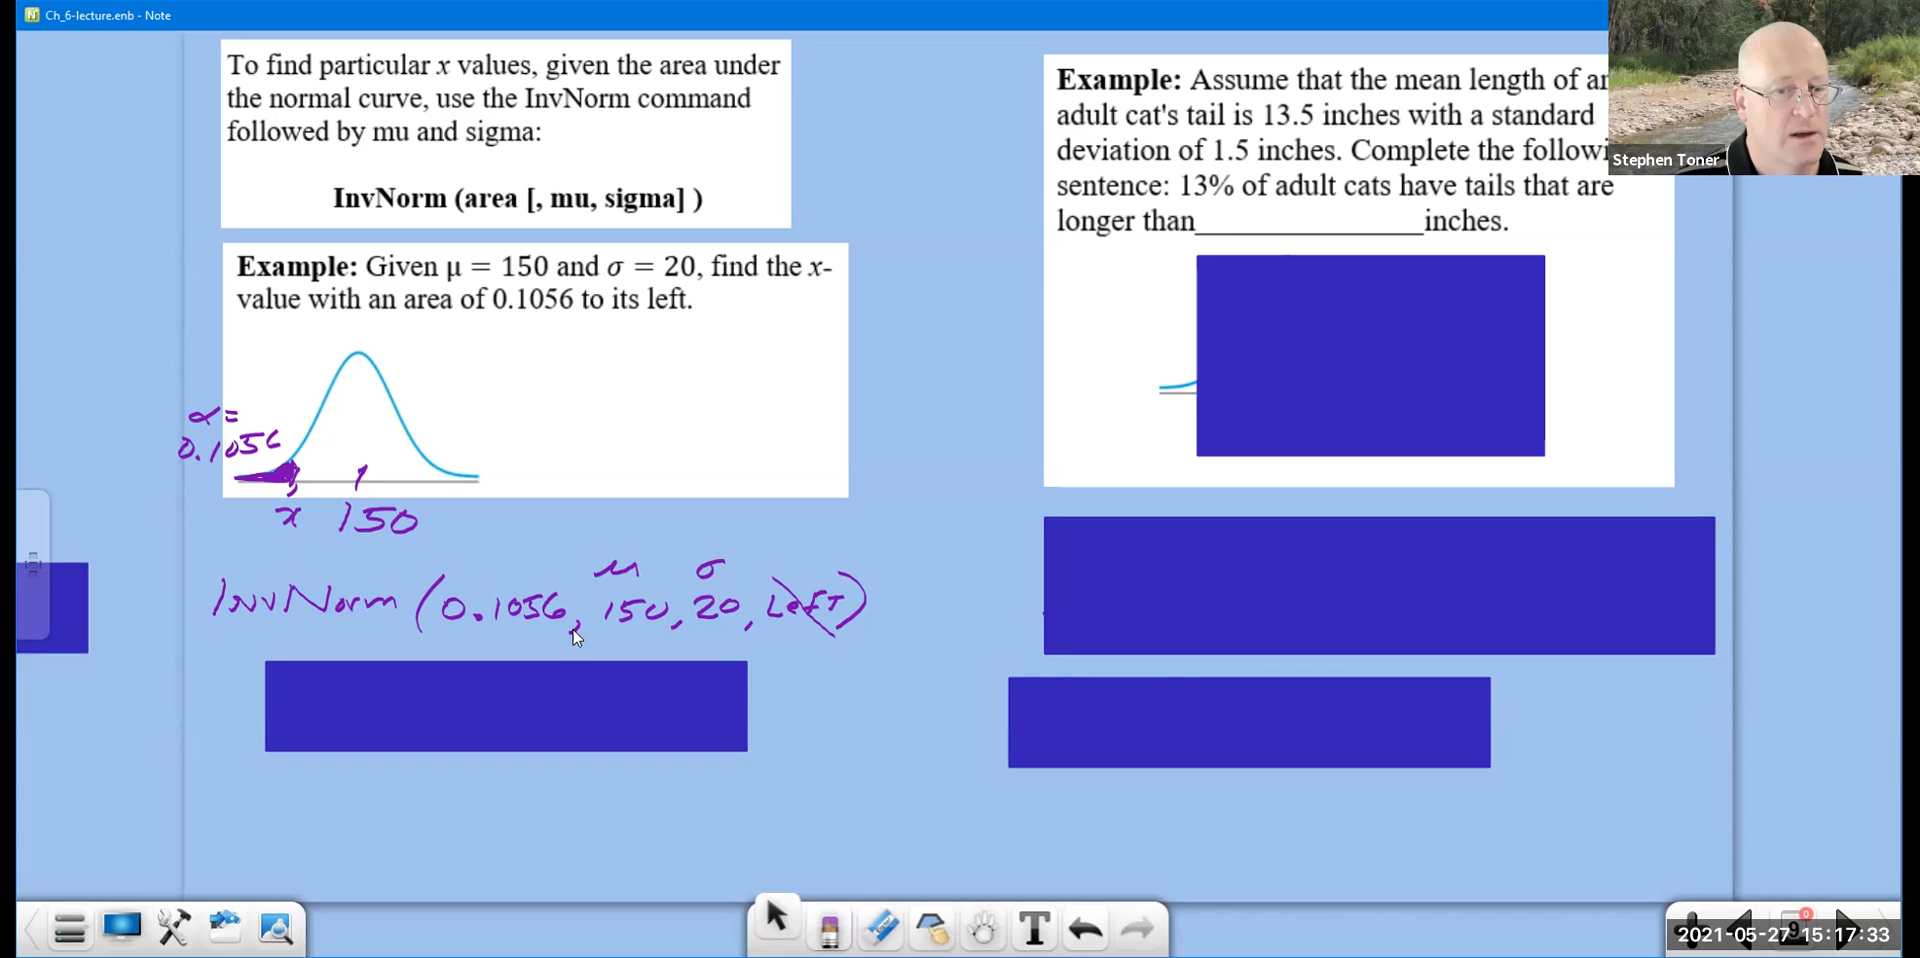 Ch_6-lecture.enb - Note
To find particular x values, given the area under
the normal curve, use the InvNorm command
followed by mu and sigma:
InvNorm (area [, mu, sigma] )
Example: Given μ = 150 and σ = 20, find the x-
value with an area of 0.1056 to its left.
α =
0.1056
x 150
μ σ
InvNorm (0.1056, 150, 20, Left)
Example: Assume that the mean length of an
adult cat's tail is 13.5 inches with a standard
deviation of 1.5 inches. Complete the followi
sentence: 13% of adult cats have tails that are
longer than_______________inches.
Stephen Toner
T
0
9
2021-05-27 15:17:33